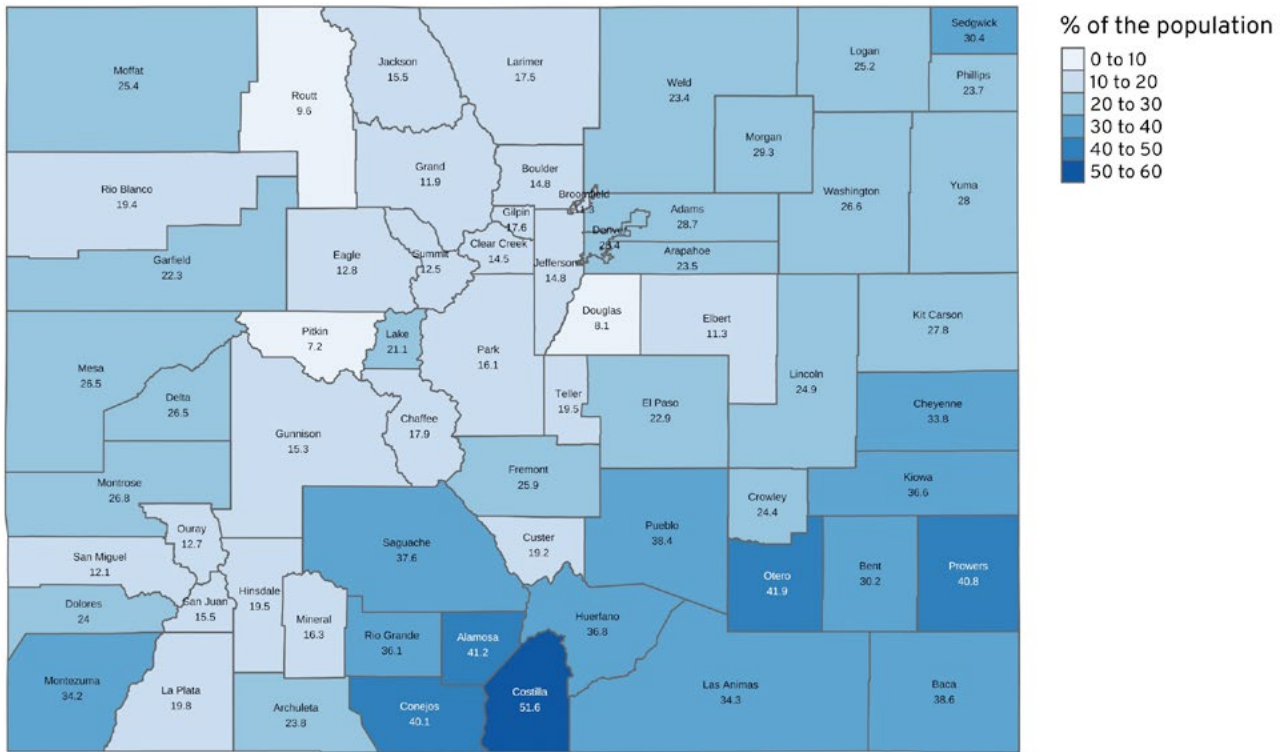 % of the population
0 to 10
10 to 20
20 to 30
30 to 40
40 to 50
50 to 60
Moffat
25.4
Routt
9.6
Jackson
15.5
Larimer
17.5
Weld
23.4
Logan
25.2
Sedgwick
30.4
Phillips
23.7
Morgan
29.3
Washington
26.6
Yuma
28
Rio Blanco
19.4
Grand
11.9
Boulder
14.8
Broomfield
Gilpin
17.6
Clear Creek
14.5
Adams
28.7
Denver
Arapahoe
23.5
Jefferson
14.8
Garfield
22.3
Eagle
12.8
Summit
12.5
Douglas
8.1
Elbert
11.3
Kit Carson
27.8
Pitkin
7.2
Lake
21.1
Park
16.1
Mesa
26.5
Delta
26.5
Lincoln
24.9
Teller
19.5
El Paso
22.9
Cheyenne
33.8
Chaffee
17.9
Gunnison
15.3
Fremont
25.9
Kiowa
36.6
Montrose
26.8
Crowley
24.4
Ouray
12.7
Saguache
37.6
Custer
19.2
Pueblo
38.4
San Miguel
12.1
Otero
41.9
Bent
30.2
Prowers
40.8
Dolores
24
San Juan
15.5
Hinsdale
19.5
Mineral
16.3
Rio Grande
36.1
Alamosa
41.2
Huerfano
36.8
Montezuma
34.2
La Plata
19.8
Archuleta
23.8
Conejos
40.1
Costilla
51.6
Las Animas
34.3
Baca
38.6